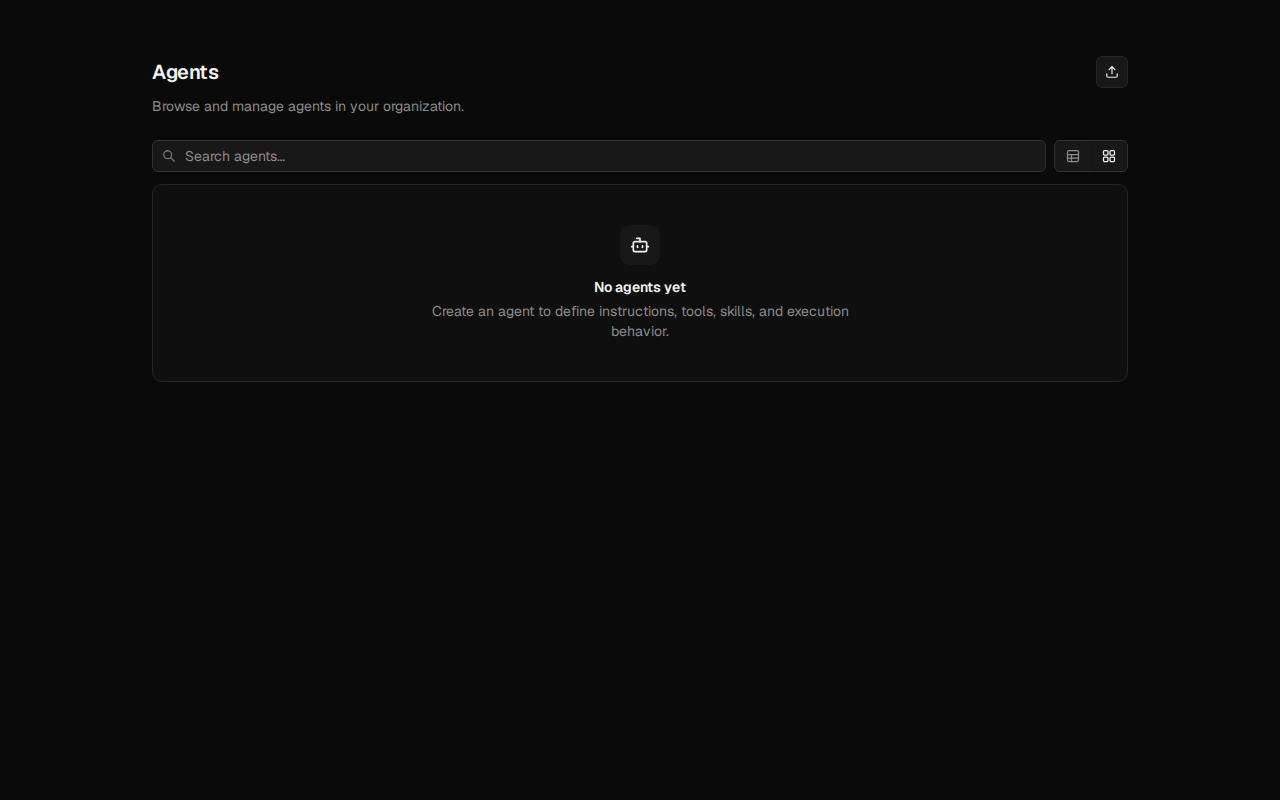 Agents
Browse and manage agents in your organization.
Search agents...
No agents yet
Create an agent to define instructions, tools, skills, and execution
behavior.